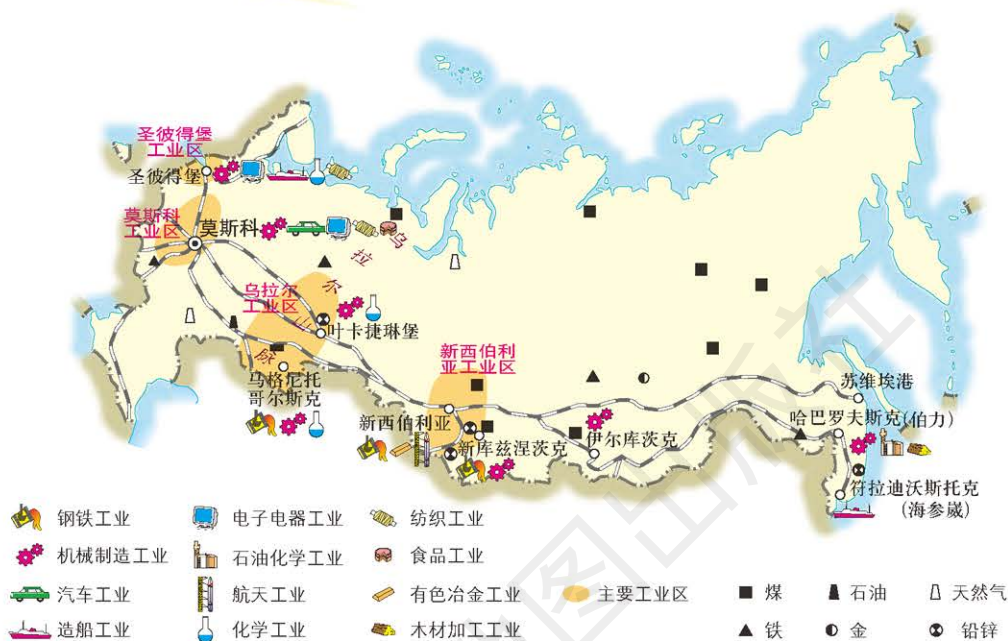 圣彼得堡
工业区
圣彼得堡
莫斯科
工业区
莫斯科
乌
拉
尔
山
脉
乌拉尔
工业区
叶卡捷琳堡
马格尼托
哥尔斯克
新西伯利
亚工业区
新西伯利亚
新库兹涅茨克
伊尔库茨克
苏维埃港
哈巴罗夫斯克(伯力)
符拉迪沃斯托克
(海参崴)
钢铁工业
电子电器工业
纺织工业
机械制造工业
石油化学工业
食品工业
汽车工业
航天工业
有色冶金工业
主要工业区
煤
石油
天然气
造船工业
化学工业
木材加工工业
铁
金
铅锌